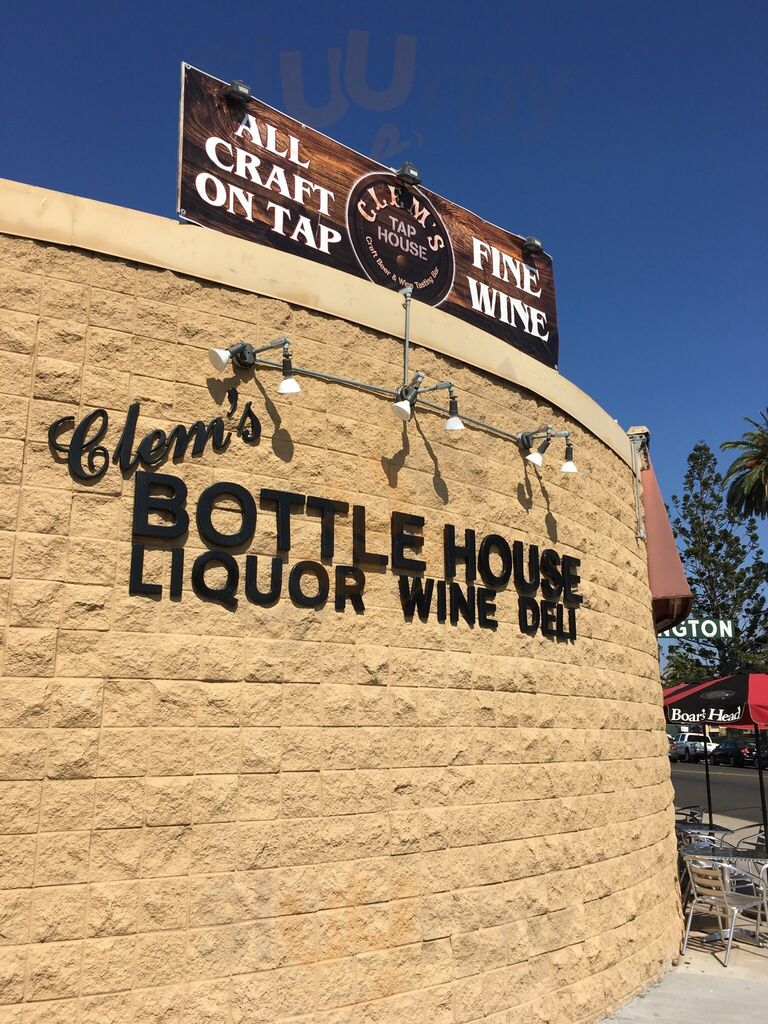 ALL
CRAFT
ON TAP
CLEM'S
TAP
HOUSE
Craft Beer & Wine Tasting Bar
FINE
WINE
Clem's
BOTTLE HOUSE
LIQUOR WINE DELI
NGTON
Boar's Head